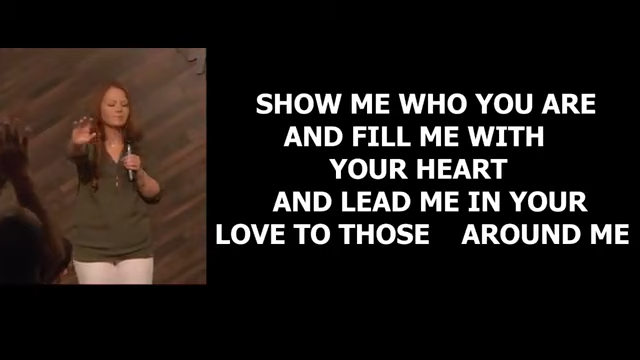 SHOW ME WHO YOU ARE
AND FILL ME WITH
YOUR HEART
AND LEAD ME IN YOUR
LOVE TO THOSE AROUND ME